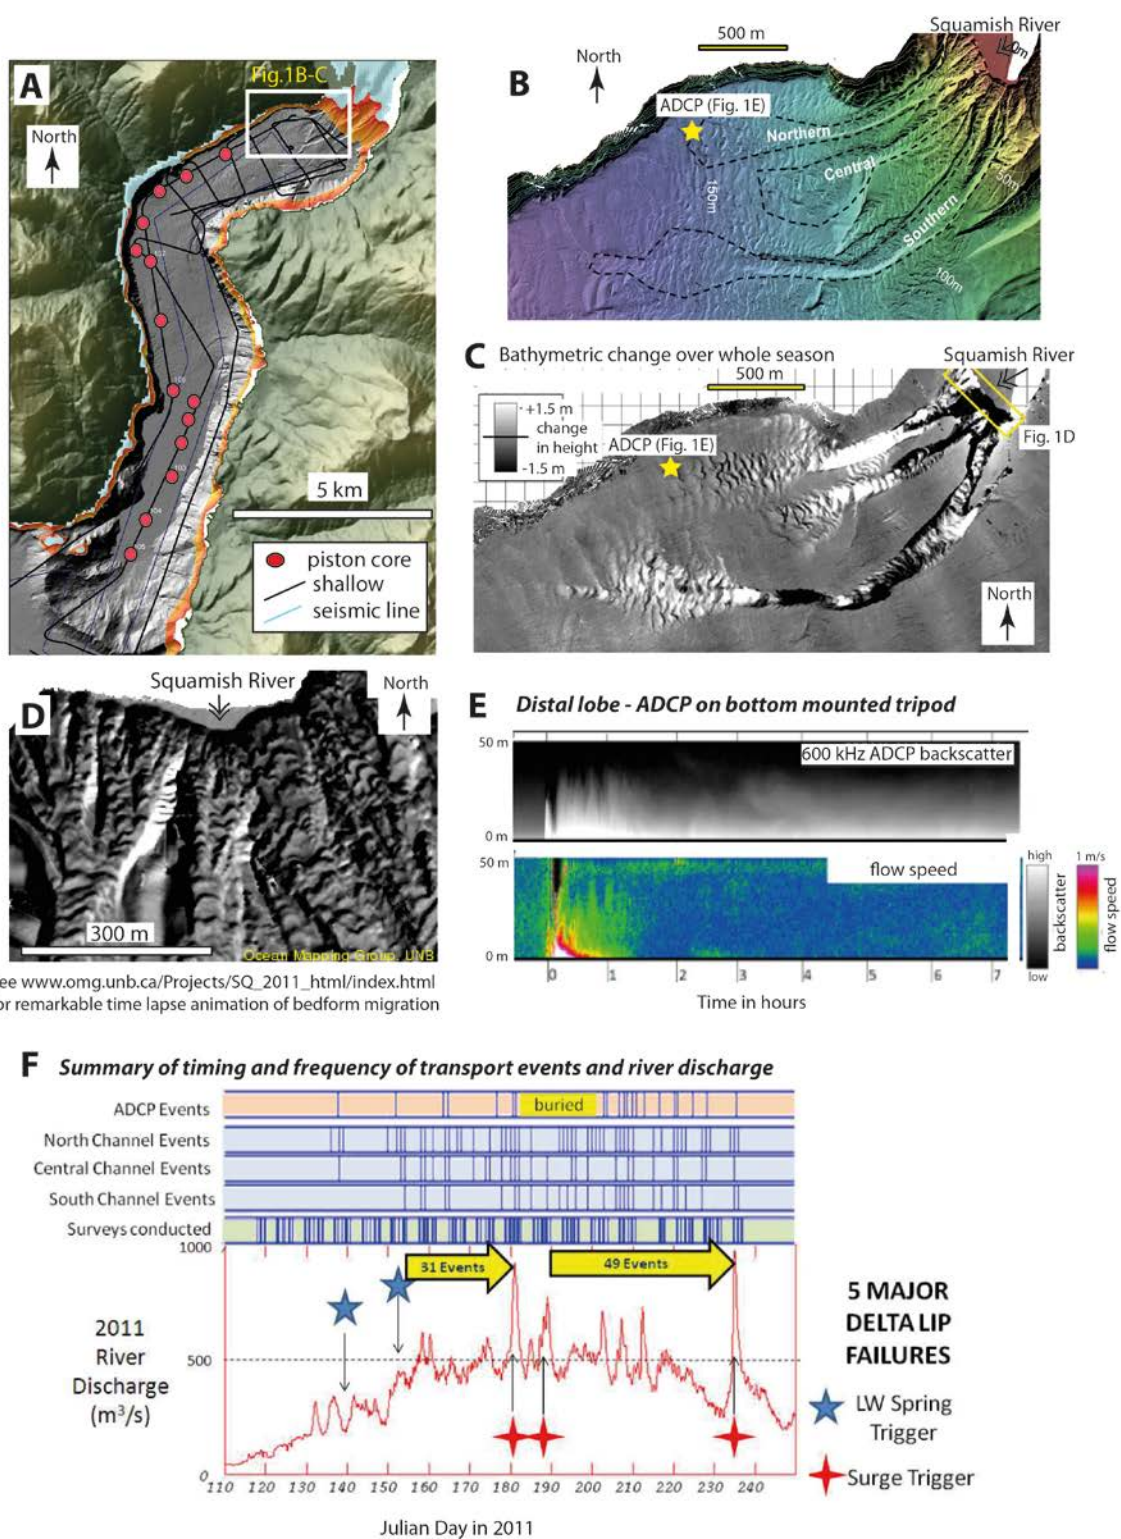 A
Fig.1B-C
North
5 km
piston core
shallow
seismic line
B
North
500 m
Squamish River
0m
ADCP (Fig. 1E)
Northern
Central
Southern
150m
50m
100m
C Bathymetric change over whole season
500 m
Squamish River
+1.5 m
change
in height
-1.5 m
ADCP (Fig. 1E)
Fig. 1D
North
D
Squamish River
North
300 m
Ocean Mapping Group, UNB
ee www.omg.unb.ca/Projects/SQ_2011_html/index.html
or remarkable time lapse animation of bedform migration
E Distal lobe - ADCP on bottom mounted tripod
50 m
600 kHz ADCP backscatter
0 m
50 m
flow speed
0 m
0 1 2 3 4 5 6 7
Time in hours
high
backscatter
low
1 m/s
flow speed
F Summary of timing and frequency of transport events and river discharge
ADCP Events
buried
North Channel Events
Central Channel Events
South Channel Events
Surveys conducted
1000
31 Events
49 Events
2011
River
Discharge
(m³/s)
500
0
110 120 130 140 150 160 170 180 190 200 210 220 230 240
Julian Day in 2011
5 MAJOR
DELTA LIP
FAILURES
LW Spring
Trigger
Surge Trigger